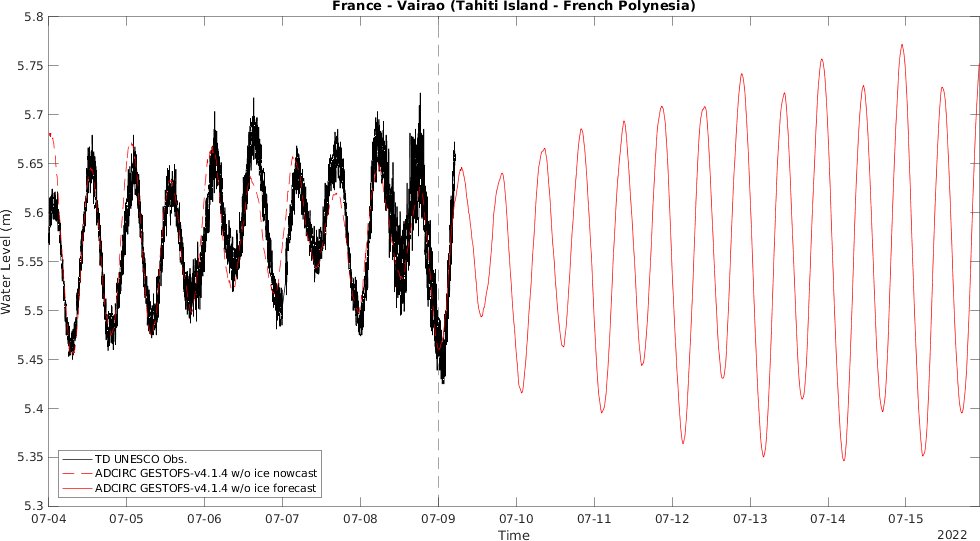 France - Vairao (Tahiti Island - French Polynesia)
5.8
5.75
5.7
5.65
5.6
5.55
5.5
5.45
5.4
5.35
5.3
Water Level (m)
TD UNESCO Obs.
ADCIRC GESTOFS-v4.1.4 w/o ice nowcast
ADCIRC GESTOFS-v4.1.4 w/o ice forecast
07-04 07-05 07-06 07-07 07-08 07-09 07-10 07-11 07-12 07-13 07-14 07-15
Time
2022